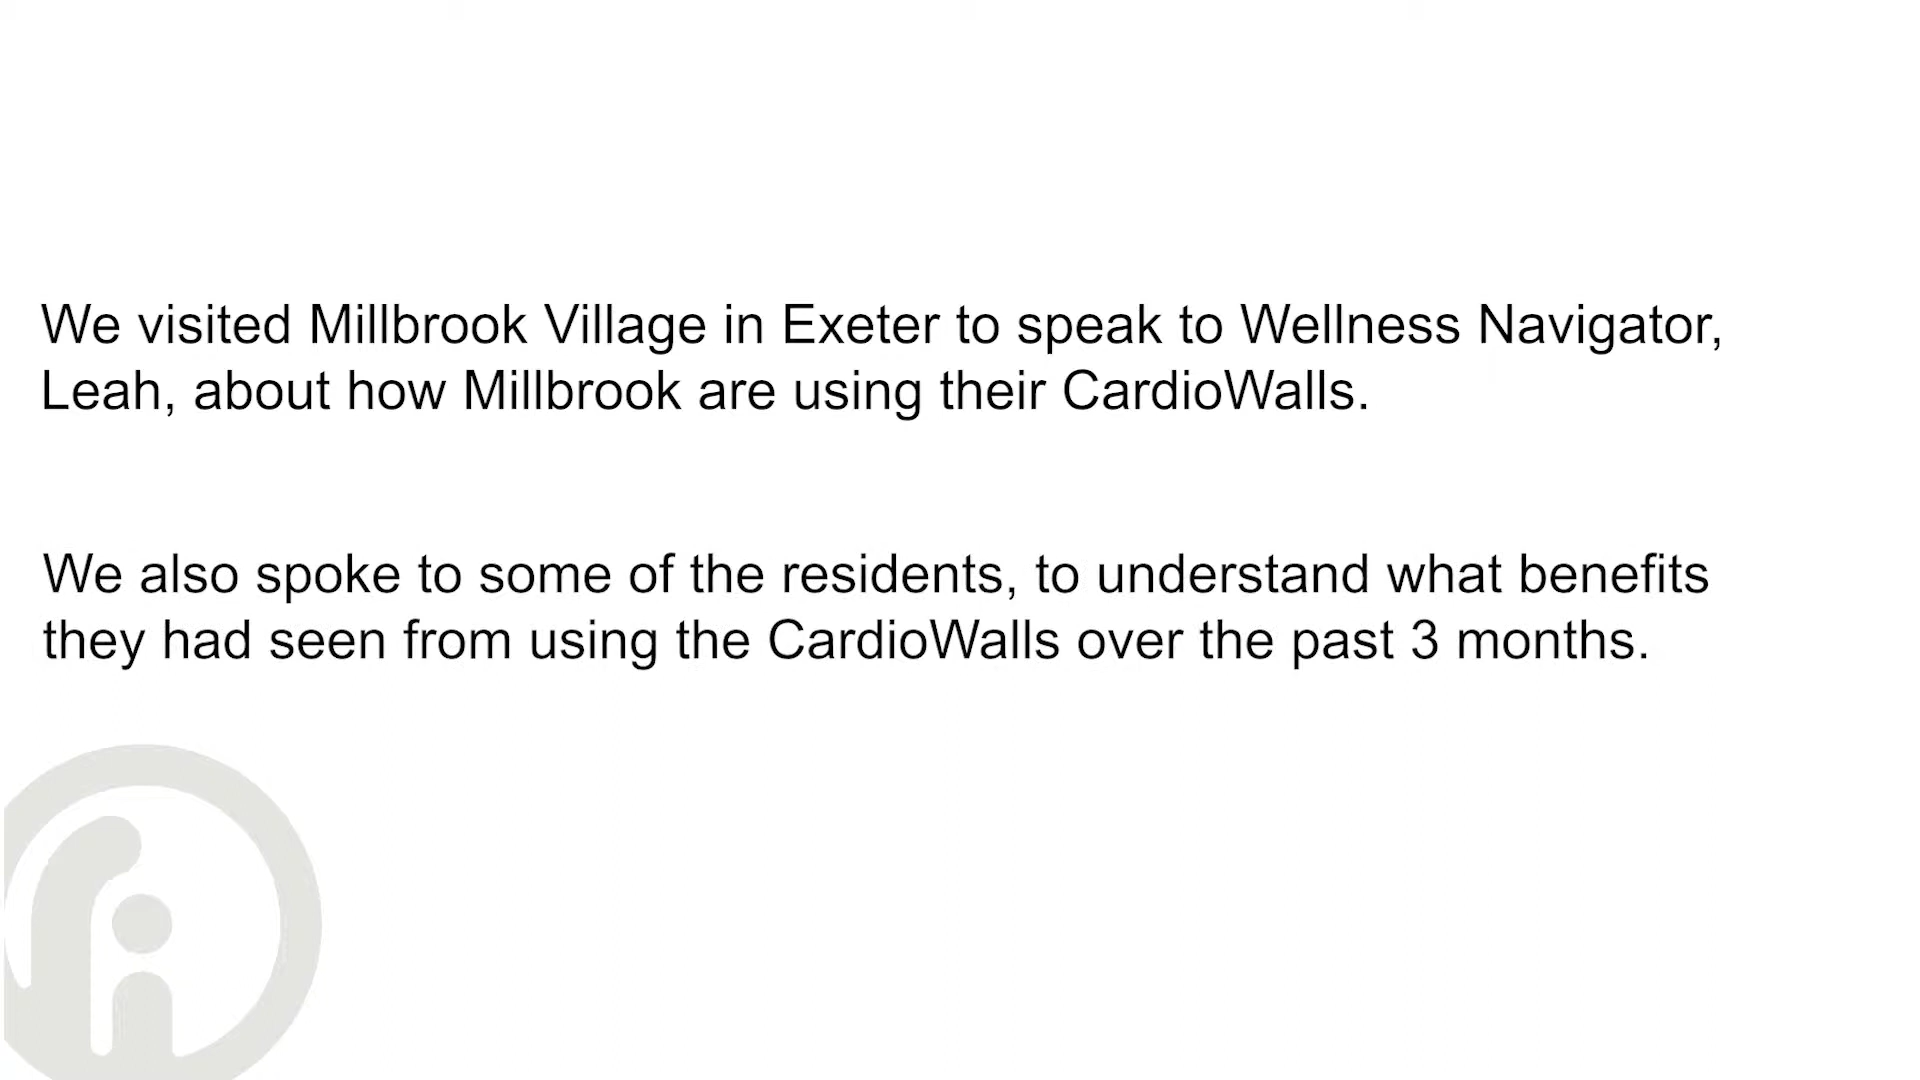 We visited Millbrook Village in Exeter to speak to Wellness Navigator,
Leah, about how Millbrook are using their CardioWalls.
We also spoke to some of the residents, to understand what benefits
they had seen from using the CardioWalls over the past 3 months.